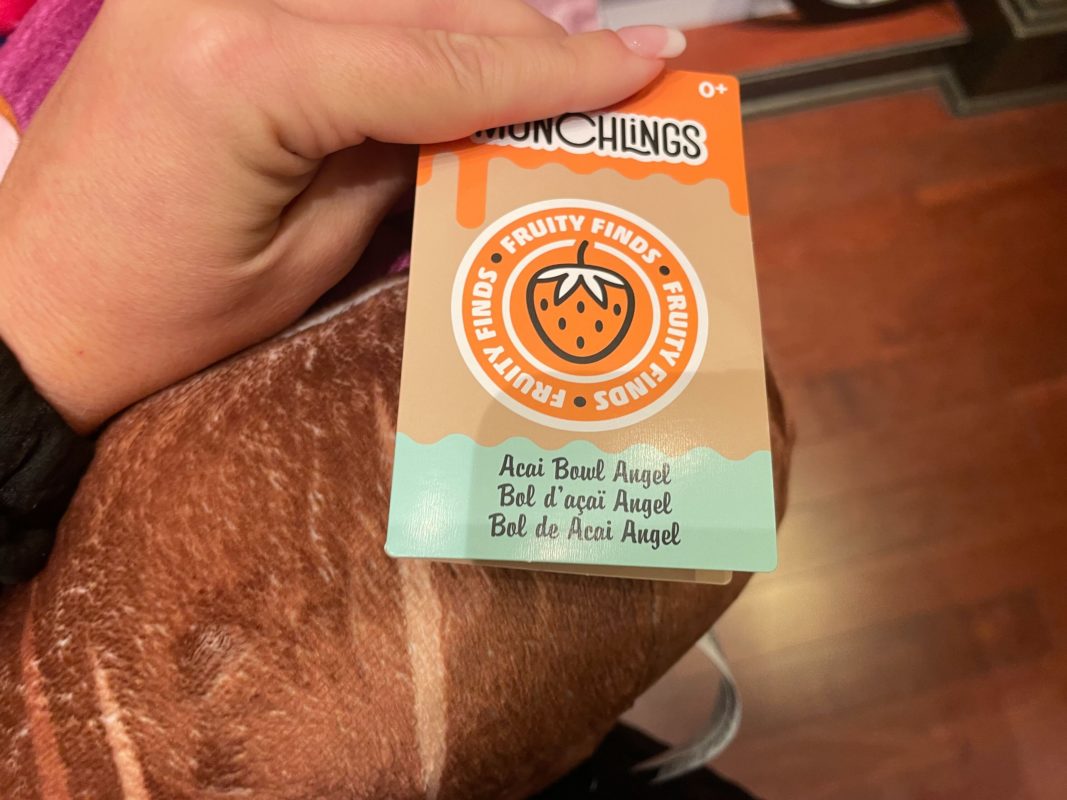 0+
MUNCHLiNGS
FRUITY FINDS • FRUITY FINDS • FRUITY FINDS •
Acai Bowl Angel
Bol d'açaï Angel
Bol de Acai Angel